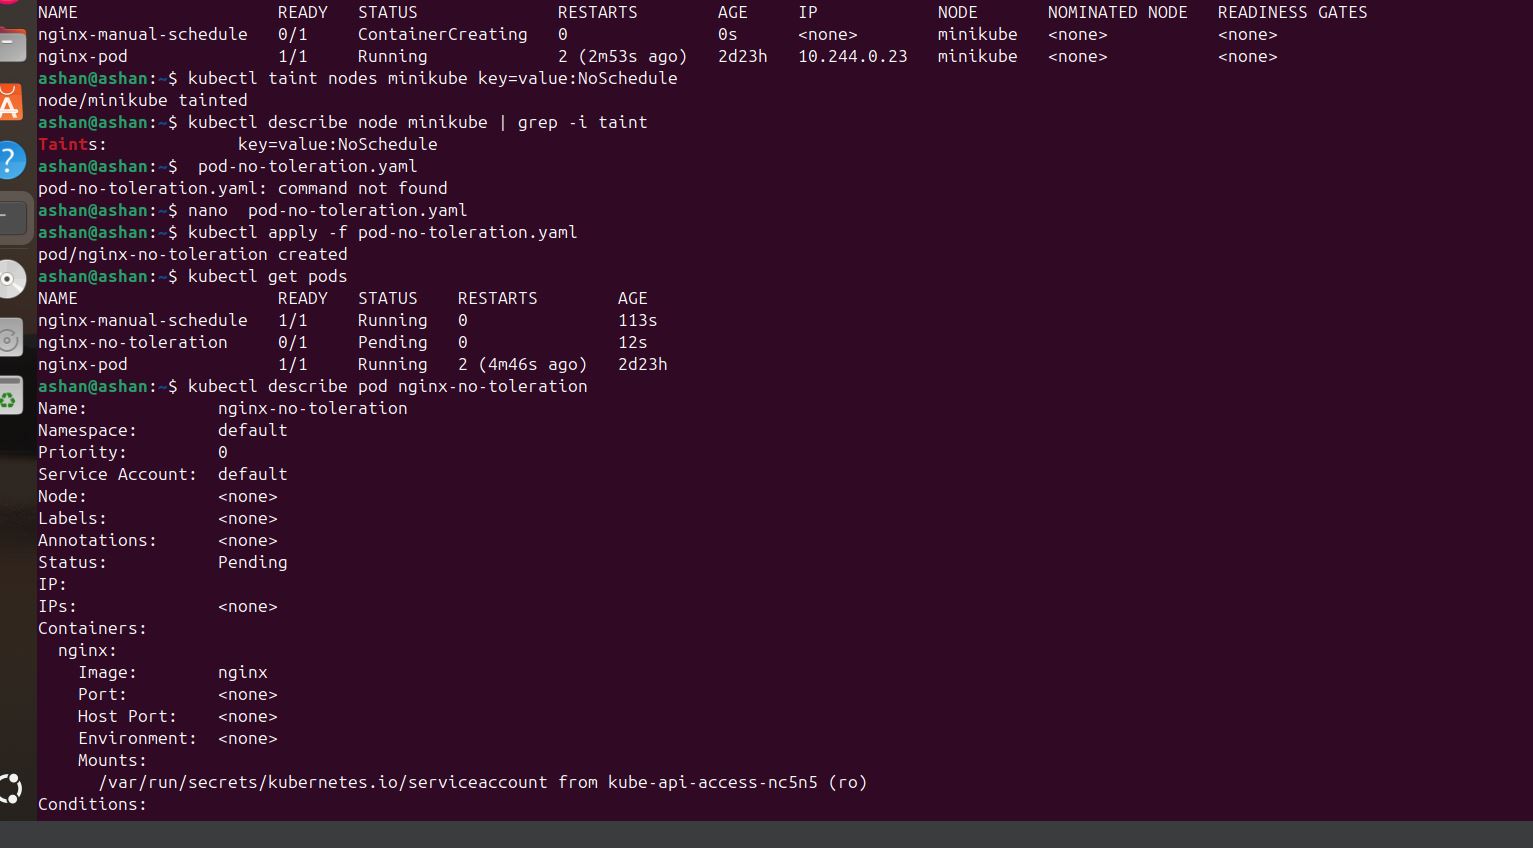 NAME                    READY   STATUS              RESTARTS        AGE     IP            NODE       NOMINATED NODE   READINESS GATES
nginx-manual-schedule   0/1     ContainerCreating   0               0s      <none>        minikube   <none>           <none>
nginx-pod               1/1     Running             2 (2m53s ago)   2d23h   10.244.0.23   minikube   <none>           <none>
ashan@ashan:~$ kubectl taint nodes minikube key=value:NoSchedule
node/minikube tainted
ashan@ashan:~$ kubectl describe node minikube | grep -i taint
Taints:             key=value:NoSchedule
ashan@ashan:~$  pod-no-toleration.yaml
pod-no-toleration.yaml: command not found
ashan@ashan:~$ nano  pod-no-toleration.yaml
ashan@ashan:~$ kubectl apply -f pod-no-toleration.yaml
pod/nginx-no-toleration created
ashan@ashan:~$ kubectl get pods
NAME                    READY   STATUS    RESTARTS        AGE
nginx-manual-schedule   1/1     Running   0               113s
nginx-no-toleration     0/1     Pending   0               12s
nginx-pod               1/1     Running   2 (4m46s ago)   2d23h
ashan@ashan:~$ kubectl describe pod nginx-no-toleration
Name:             nginx-no-toleration
Namespace:        default
Priority:         0
Service Account:  default
Node:             <none>
Labels:           <none>
Annotations:      <none>
Status:           Pending
IP:
IPs:              <none>
Containers:
  nginx:
    Image:        nginx
    Port:         <none>
    Host Port:    <none>
    Environment:  <none>
    Mounts:
      /var/run/secrets/kubernetes.io/serviceaccount from kube-api-access-nc5n5 (ro)
Conditions: